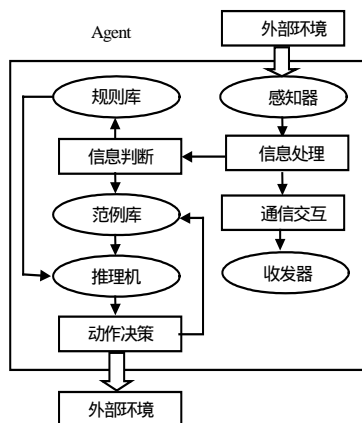 Agent
外部环境
规则库
感知器
信息判断
信息处理
范例库
通信交互
推理机
收发器
动作决策
外部环境